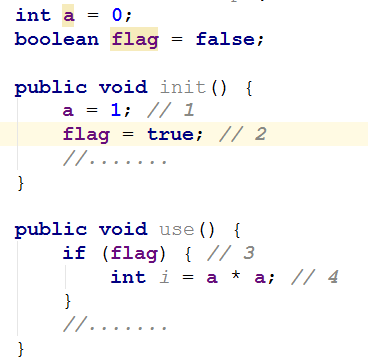 int a = 0;
boolean flag = false;
public void init() {
a = 1; // 1
flag = true; // 2
//.......
}
public void use() {
if (flag) { // 3
int i = a * a; // 4
}
//.......
}